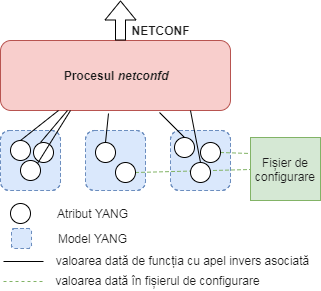 NETCONF
Procesul netconfd
Fișier de
configurare
Atribut YANG
Model YANG
valoarea dată de funcția cu apel invers asociată
valoarea dată în fișierul de configurare